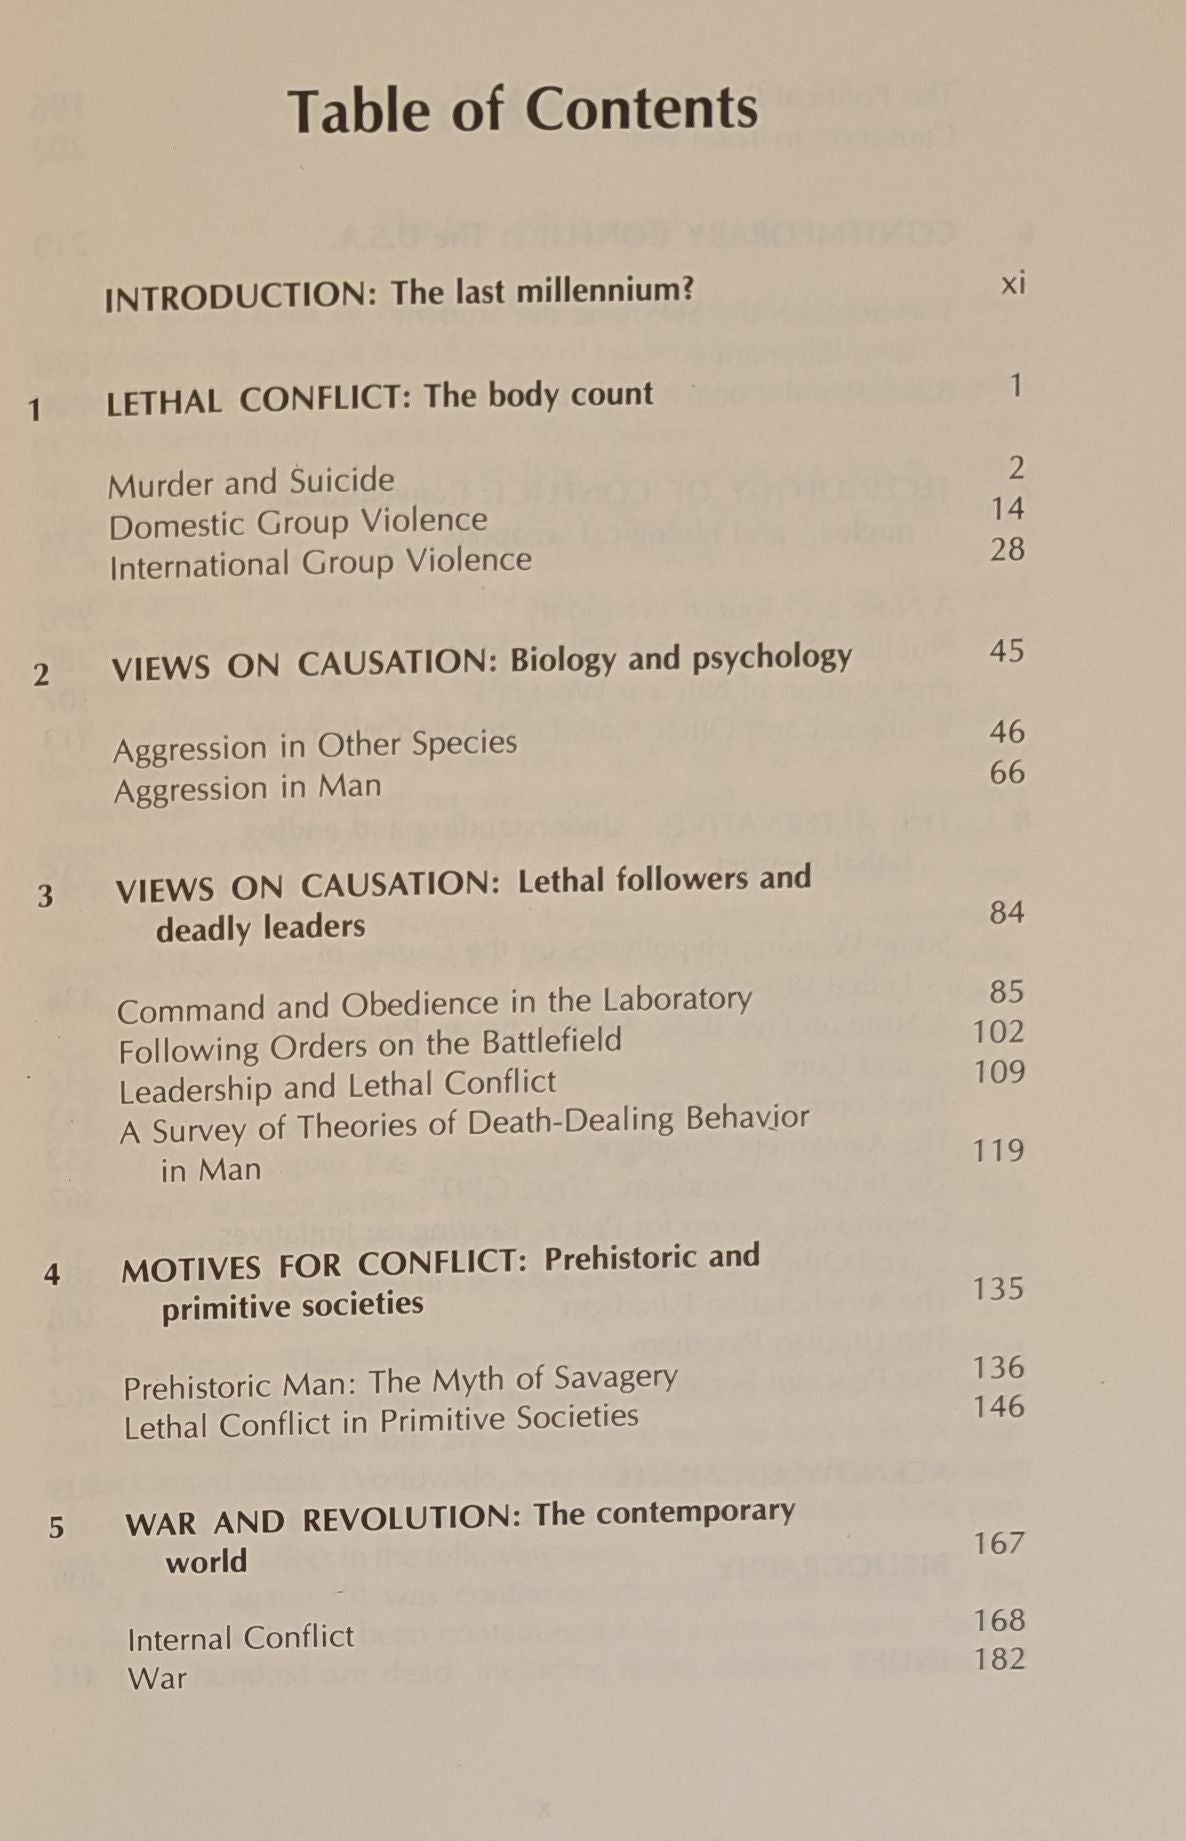 Table of Contents
INTRODUCTION: The last millennium? xi
1 LETHAL CONFLICT: The body count 1
Murder and Suicide 2
Domestic Group Violence 14
International Group Violence 28
2 VIEWS ON CAUSATION: Biology and psychology 45
Aggression in Other Species 46
Aggression in Man 66
3 VIEWS ON CAUSATION: Lethal followers and
deadly leaders 84
Command and Obedience in the Laboratory 85
Following Orders on the Battlefield 102
Leadership and Lethal Conflict 109
A Survey of Theories of Death-Dealing Behavior
in Man 119
4 MOTIVES FOR CONFLICT: Prehistoric and
primitive societies 135
Prehistoric Man: The Myth of Savagery 136
Lethal Conflict in Primitive Societies 146
5 WAR AND REVOLUTION: The contemporary
world 167
Internal Conflict 168
War 182